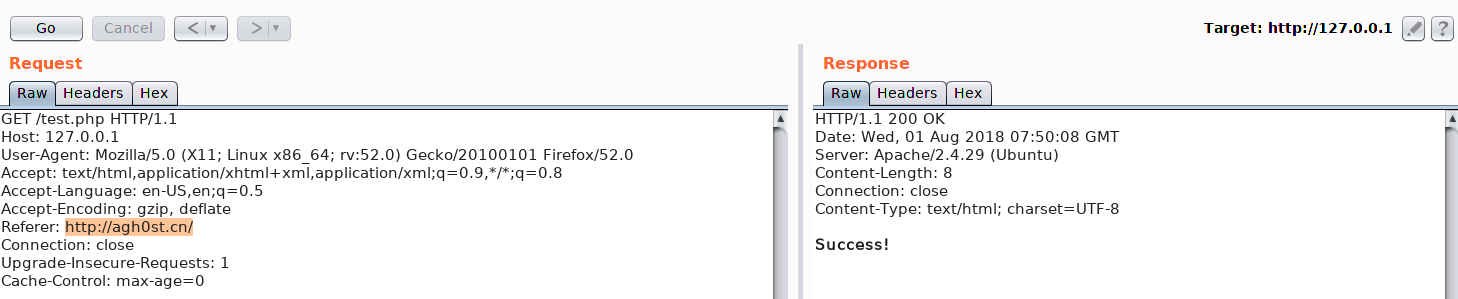 Go Cancel < | ▾ > | ▾ Target: http://127.0.0.1 ?
Request
Raw Headers Hex
GET /test.php HTTP/1.1
Host: 127.0.0.1
User-Agent: Mozilla/5.0 (X11; Linux x86_64; rv:52.0) Gecko/20100101 Firefox/52.0
Accept: text/html,application/xhtml+xml,application/xml;q=0.9,*/*;q=0.8
Accept-Language: en-US,en;q=0.5
Accept-Encoding: gzip, deflate
Referer: http://agh0st.cn/
Connection: close
Upgrade-Insecure-Requests: 1
Cache-Control: max-age=0
Response
Raw Headers Hex
HTTP/1.1 200 OK
Date: Wed, 01 Aug 2018 07:50:08 GMT
Server: Apache/2.4.29 (Ubuntu)
Content-Length: 8
Connection: close
Content-Type: text/html; charset=UTF-8
Success!